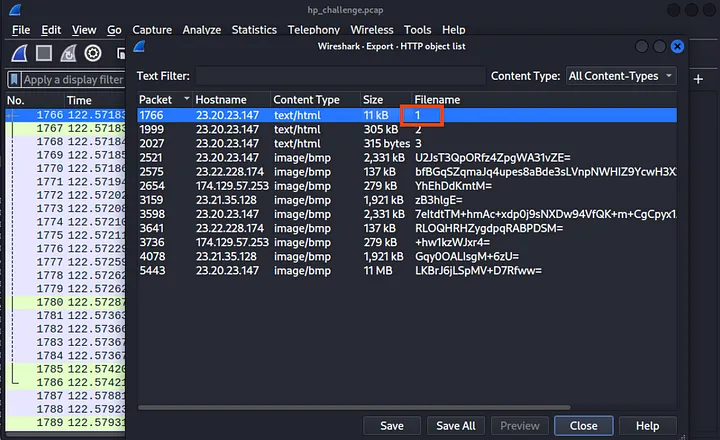 hp_challenge.pcap
File Edit View Go Capture Analyze Statistics Telephony Wireless Tools Help
Wireshark · Export · HTTP object list
Apply a display filter
Text Filter: Content Type: All Content-Types
No. Time
Packet Hostname Content Type Size Filename
1766 23.20.23.147 text/html 11 kB 1
1999 23.20.23.147 text/html 305 kB 2
2027 23.20.23.147 text/html 315 bytes 3
2521 23.20.23.147 image/bmp 2,331 kB U2JsT3QpORfz4ZpgWA31vZE=
2575 23.22.228.174 image/bmp 137 kB bfBGqSZqmaJq4upes8aBde3sLVnpNWHIZ9YcwH3X
2654 174.129.57.253 image/bmp 279 kB YhEhDdKmtM=
3159 23.21.35.128 image/bmp 1,921 kB zB3hIgE=
3598 23.20.23.147 image/bmp 2,331 kB 7eItdtTM+hmAc+xdp0j9sNXDw94VfQK+m+CgCpyx1
3641 23.22.228.174 image/bmp 137 kB RLOQHRHZygdpqRABPDSM=
3736 174.129.57.253 image/bmp 279 kB +hw1kzWJxr4=
4078 23.21.35.128 image/bmp 1,921 kB Gqy0OALIsgM+6zU=
5443 23.20.23.147 image/bmp 11 MB LKBrJ6jLSpMV+D7Rfww=
1766 122.57183
1767 122.57183
1768 122.57184
1769 122.57185
1770 122.57186
1771 122.57194
1772 122.57202
1773 122.57208
1774 122.57210
1775 122.57216
1776 122.57229
1777 122.57259
1778 122.57262
1779 122.57262
1780 122.57287
1781 122.57363
1782 122.57366
1783 122.57367
1784 122.57367
1785 122.57420
1786 122.57421
1787 122.57881
1788 122.57923
1789 122.57931
Save Save All Preview Close Help